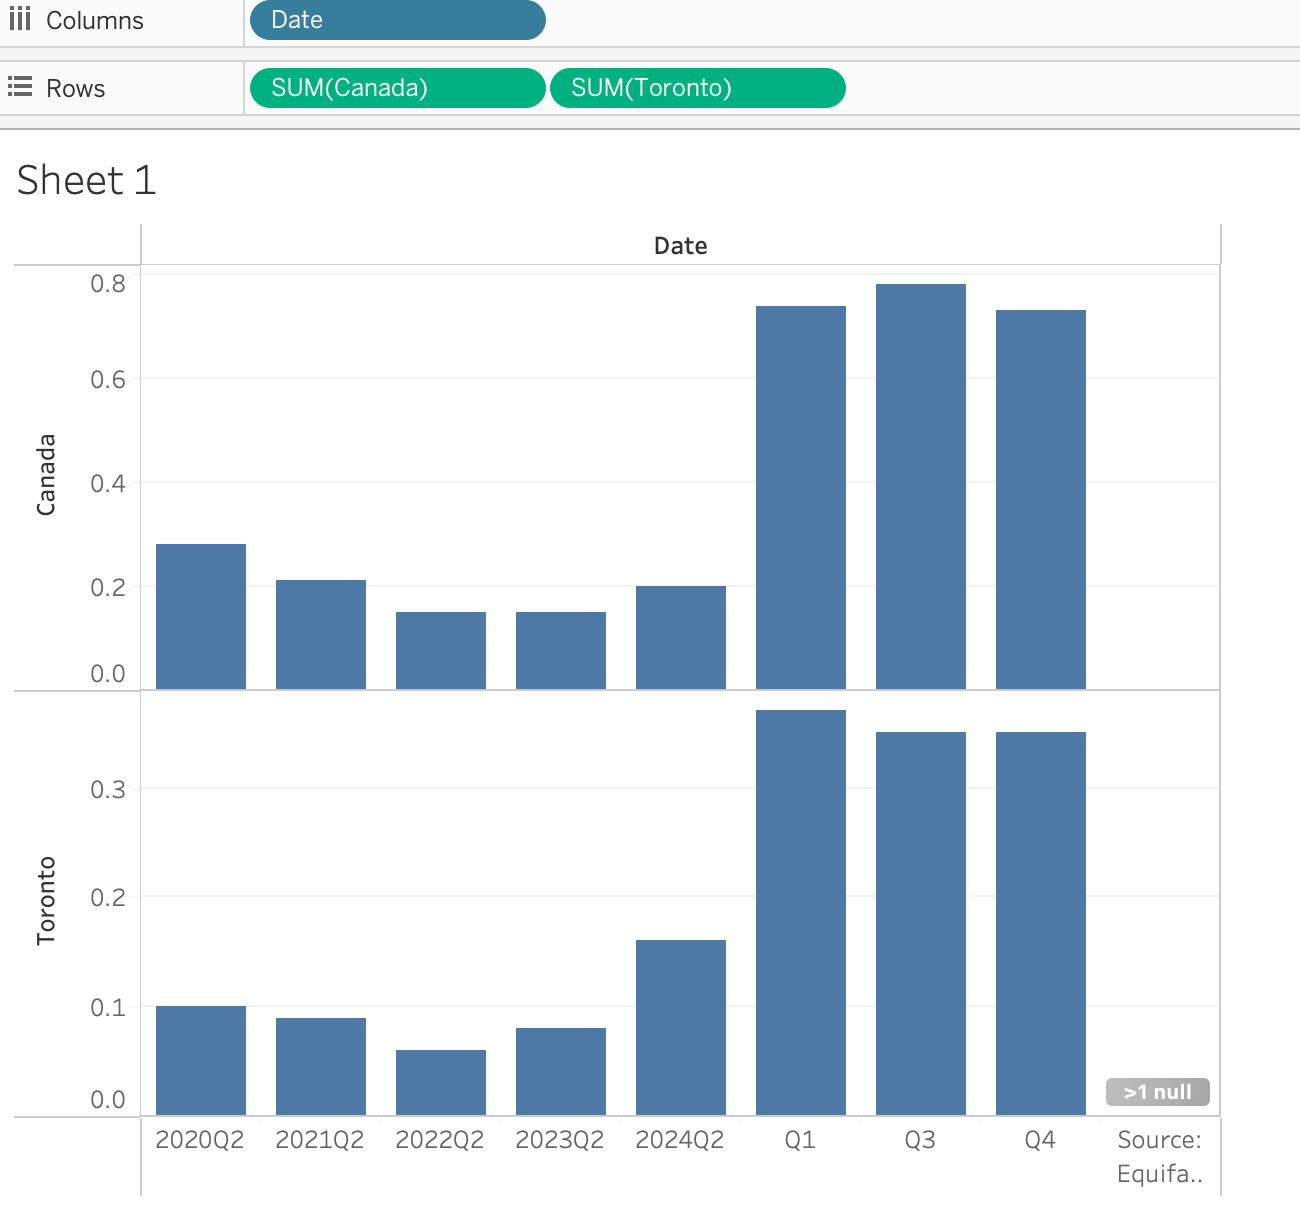 Columns
Date
Rows
SUM(Canada)
SUM(Toronto)
Sheet 1
Date
Canada
0.8
0.6
0.4
0.2
0.0
Toronto
0.3
0.2
0.1
0.0
>1 null
2020Q2 2021Q2 2022Q2 2023Q2 2024Q2 Q1 Q3 Q4 Source:
Equifa..